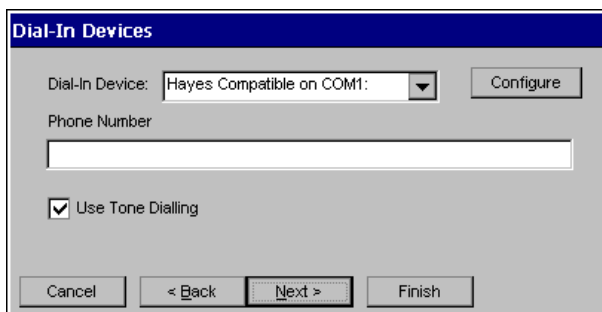 Dial-In Devices
Dial-In Device: Hayes Compatible on COM1: Configure
Phone Number
Use Tone Dialling
Cancel < Back Next > Finish